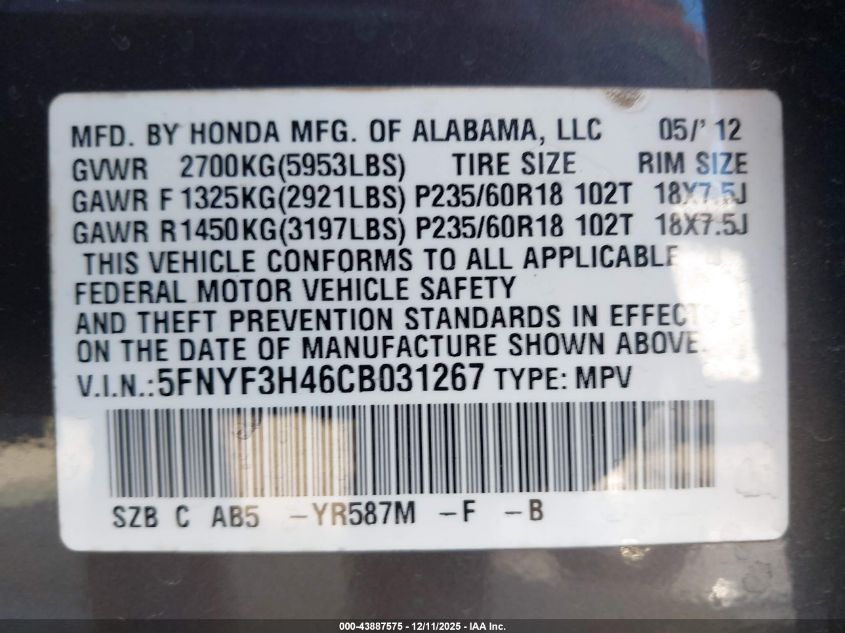 MFD. BY HONDA MFG. OF ALABAMA, LLC 05/' 12
GVWR 2700KG(5953LBS) TIRE SIZE RIM SIZE
GAWR F 1325KG(2921LBS) P235/60R18 102T 18X7.5J
GAWR R1450KG(3197LBS) P235/60R18 102T 18X7.5J
THIS VEHICLE CONFORMS TO ALL APPLICABLE
FEDERAL MOTOR VEHICLE SAFETY
AND THEFT PREVENTION STANDARDS IN EFFECT
ON THE DATE OF MANUFACTURE SHOWN ABOVE.
V.I.N.:5FNYF3H46CB031267 TYPE: MPV
SZB C AB5 -YR587M -F -B
000-43887575 - 12/11/2025 - IAA Inc.